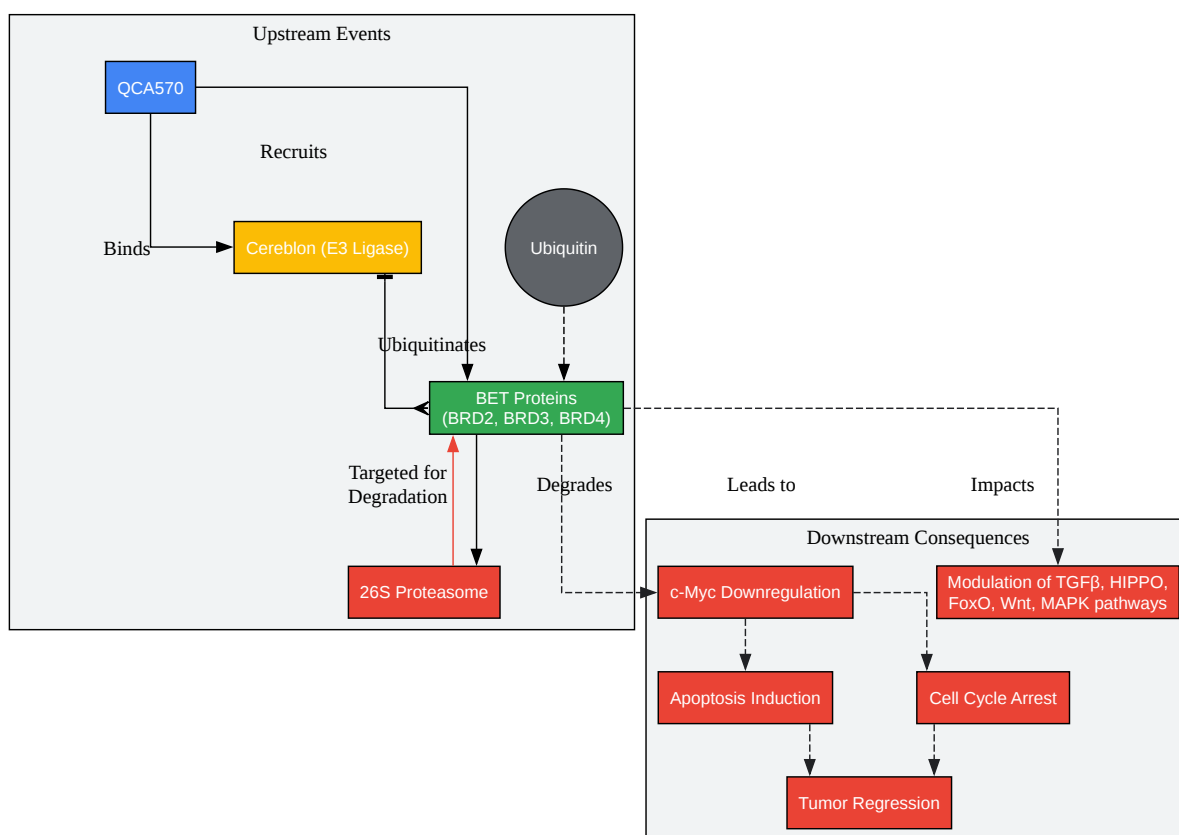 Upstream Events
QCA570
Recruits
Binds
Cereblon (E3 Ligase)
Ubiquitin
Ubiquitinates
BET Proteins
(BRD2, BRD3, BRD4)
Targeted for
Degradation
Degrades
Leads to
Impacts
Downstream Consequences
26S Proteasome
c-Myc Downregulation
Modulation of TGFβ, HIPPO,
FoxO, Wnt, MAPK pathways
Apoptosis Induction
Cell Cycle Arrest
Tumor Regression